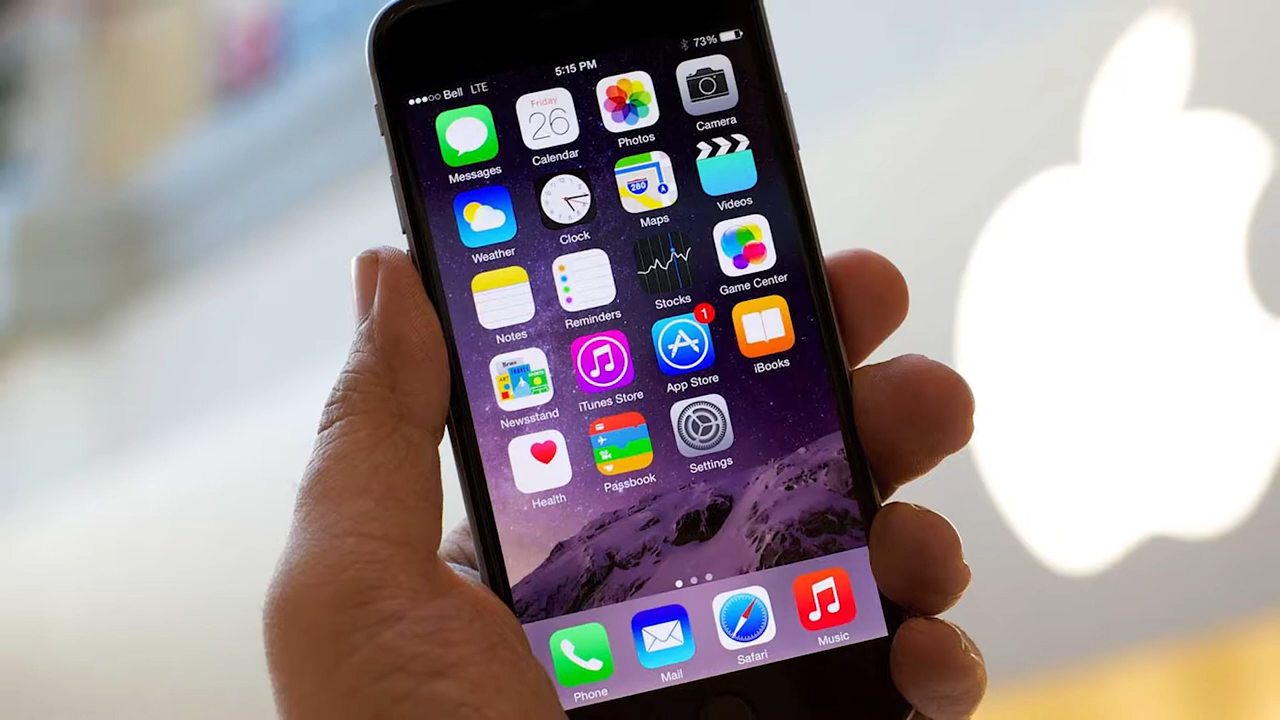 Bell LTE
5:15 PM
73%
Messages
Friday
26
Calendar
Photos
Camera
Weather
Clock
280
Maps
Videos
Notes
Reminders
Stocks
Game Center
Newsstand
iTunes Store
1
App Store
iBooks
Health
Passbook
Settings
Phone
Mail
Safari
Music